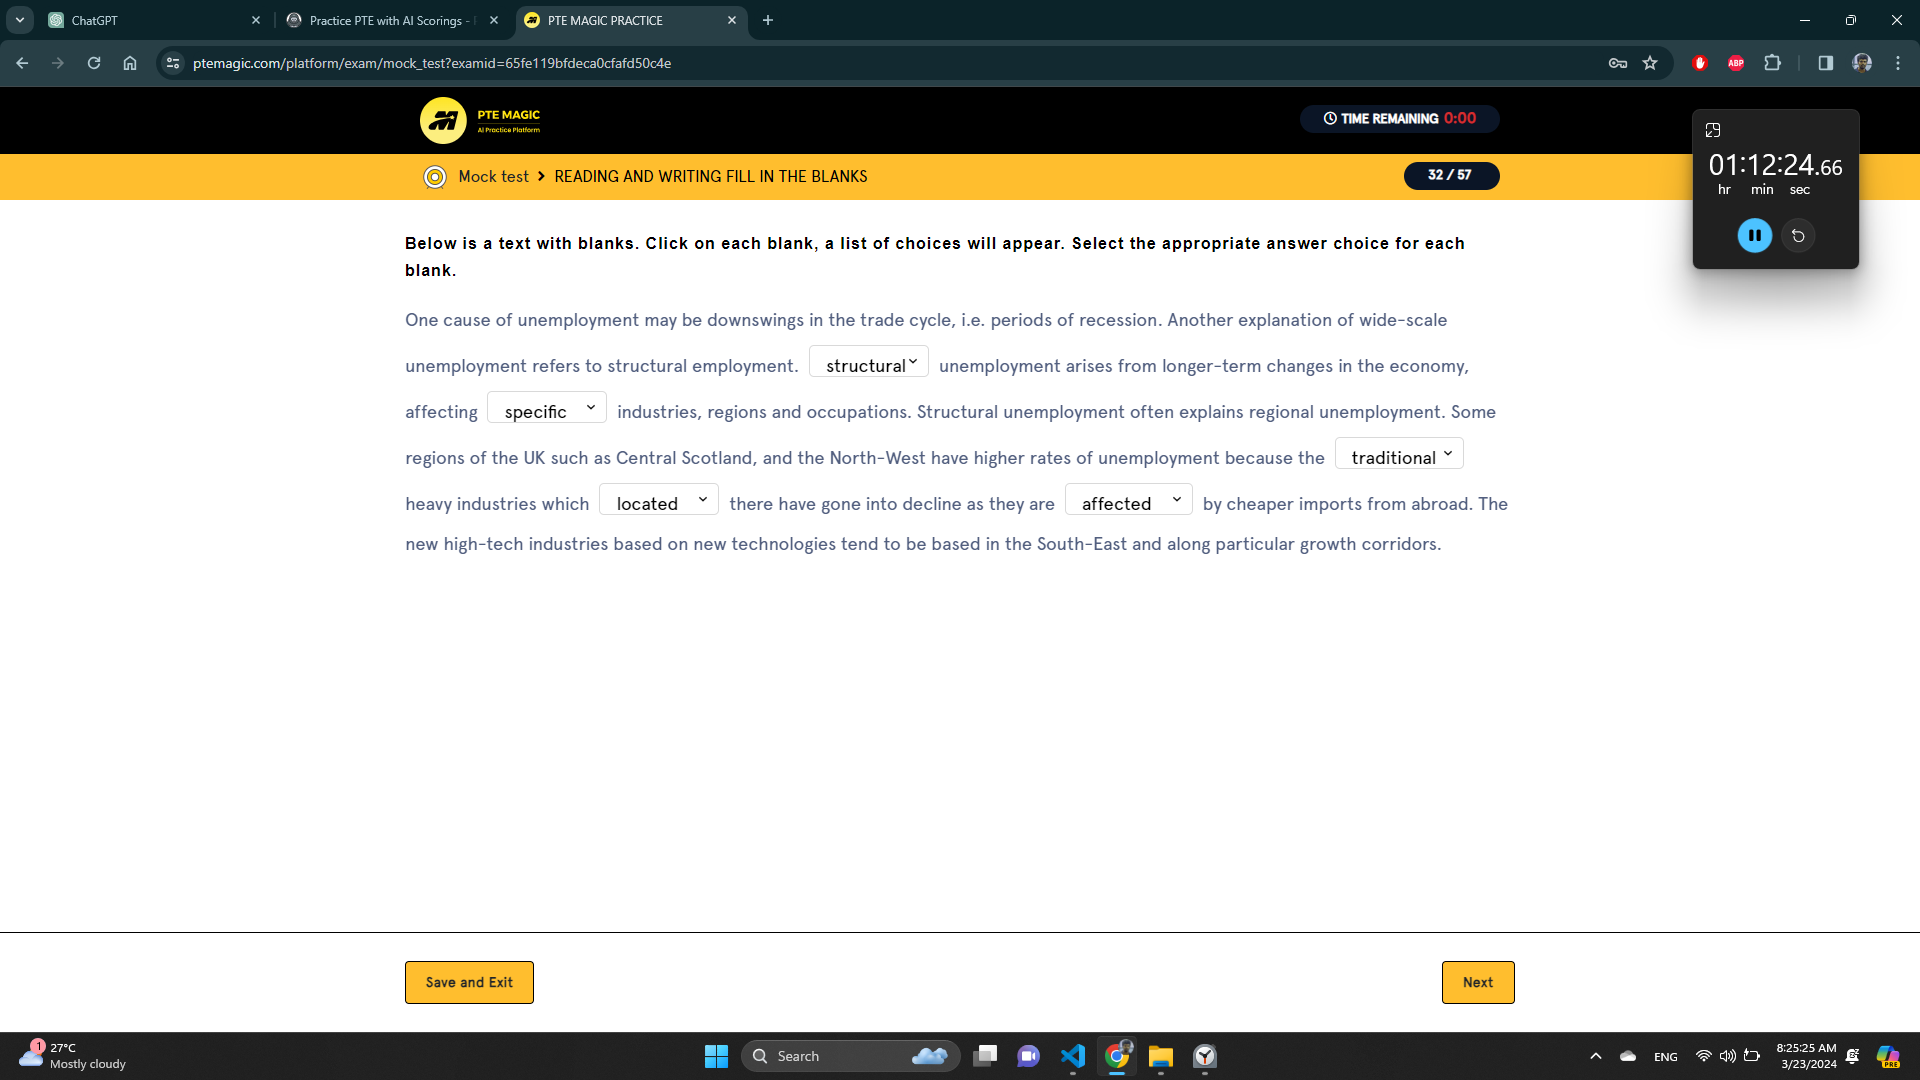 ChatGPT
Practice PTE with AI Scorings -
PTE MAGIC PRACTICE
ptemagic.com/platform/exam/mock_test?examid=65fe119bfdeca0cfafd50c4e
ABP
PTE MAGIC
AI Practice Platform
TIME REMAINING 0:00
01:12:24.66
hr min sec
Mock test > READING AND WRITING FILL IN THE BLANKS
32 / 57
Below is a text with blanks. Click on each blank, a list of choices will appear. Select the appropriate answer choice for each
blank.
One cause of unemployment may be downswings in the trade cycle, i.e. periods of recession. Another explanation of wide-scale
unemployment refers to structural employment. structural unemployment arises from longer-term changes in the economy,
affecting specific industries, regions and occupations. Structural unemployment often explains regional unemployment. Some
regions of the UK such as Central Scotland, and the North-West have higher rates of unemployment because the traditional
heavy industries which located there have gone into decline as they are affected by cheaper imports from abroad. The
new high-tech industries based on new technologies tend to be based in the South-East and along particular growth corridors.
Save and Exit
Next
1
27°C
Mostly cloudy
Search
ENG
8:25:25 AM
3/23/2024
PRE